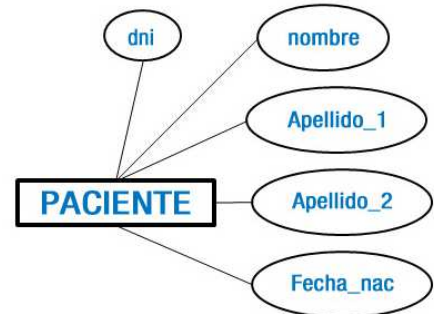 dni
nombre
Apellido_1
PACIENTE
Apellido_2
Fecha_nac